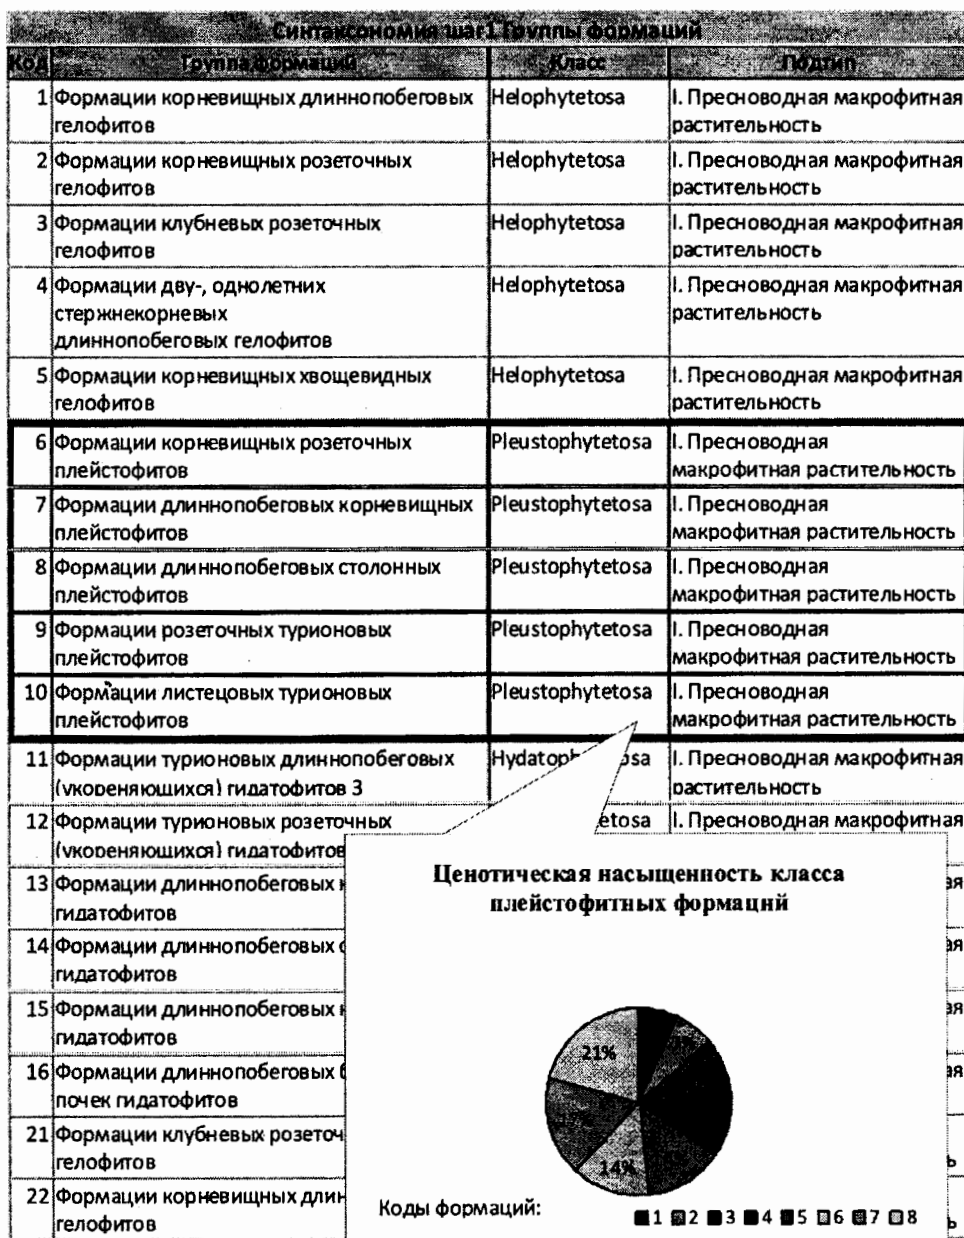 Синтаксономия шаг1 Группы формаций
Код Группа формаций Класс Подтип
1 Формации корневищных длиннопобеговых Helophytetosa I. Пресноводная макрофитная
гелофитов растительность
2 Формации корневищных розеточных Helophytetosa I. Пресноводная макрофитная
гелофитов растительность
3 Формации клубневых розеточных Helophytetosa I. Пресноводная макрофитная
гелофитов растительность
4 Формации дву-, однолетних Helophytetosa I. Пресноводная макрофитная
стержнекорневых растительность
длиннопобеговых гелофитов
5 Формации корневищных хвощевидных Helophytetosa I. Пресноводная макрофитная
гелофитов растительность
6 Формации корневищных розеточных Pleustophytetosa I. Пресноводная
плейстофитов макрофитная растительность
7 Формации длиннопобеговых корневищных Pleustophytetosa I. Пресноводная
плейстофитов макрофитная растительность
8 Формации длиннопобеговых столонных Pleustophytetosa I. Пресноводная
плейстофитов макрофитная растительность
9 Формации розеточных турионовых Pleustophytetosa I. Пресноводная
плейстофитов макрофитная растительность
10 Формации листецовых турионовых Pleustophytetosa I. Пресноводная
плейстофитов макрофитная растительность
11 Формации турионовых длиннопобеговых Hydatoph osa I. Пресноводная макрофитная
(укореняющихся) гидатофитов 3 растительность
12 Формации турионовых розеточных etosa I. Пресноводная макрофитная
(укореняющихся) гидатофитов
13 Формации длиннопобеговых ая
гидатофитов
14 Формации длиннопобеговых ая
гидатофитов
15 Формации длиннопобеговых ая
гидатофитов
16 Формации длиннопобеговых ая
почек гидатофитов
21 Формации клубневых розеточ
гелофитов ь
22 Формации корневищных длин
гелофитов ь
Ценотическая насыщенность класса
плейстофитных формаций
21%
14%
Коды формаций: 1 2 3 4 5 6 7 8